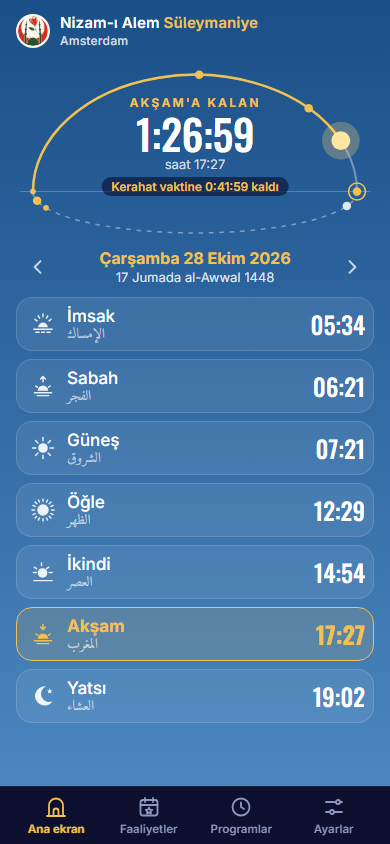 Nizam-ı Alem Süleymaniye
Amsterdam
AKŞAM'A KALAN
1:26:59
saat 17:27
Kerahat vaktine 0:41:59 kaldı
Çarşamba 28 Ekim 2026
17 Jumada al-Awwal 1448
İmsak
الإمساك
05:34
Sabah
الفجر
06:21
Güneş
الشروق
07:21
Öğle
الظهر
12:29
İkindi
العصر
14:54
Akşam
المغرب
17:27
Yatsı
العشاء
19:02
Ana ekran
Faaliyetler
Programlar
Ayarlar